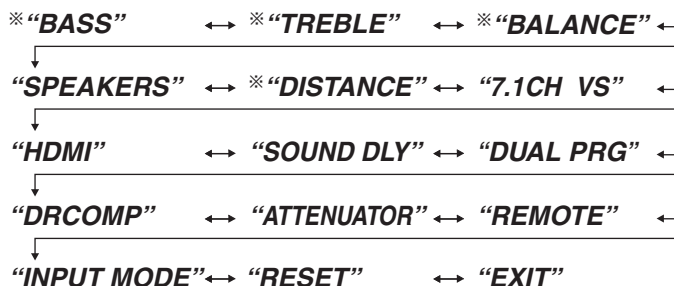 ※“BASS” ↔ ※“TREBLE” ↔ ※“BALANCE” ←
“SPEAKERS” ↔ ※“DISTANCE” ↔ “7.1CH VS” ←
“HDMI” ↔ “SOUND DLY” ↔ “DUAL PRG” ←
“DRCOMP” ↔ “ATTENUATOR” ↔ “REMOTE” ←
“INPUT MODE” ↔ “RESET” ↔ “EXIT”